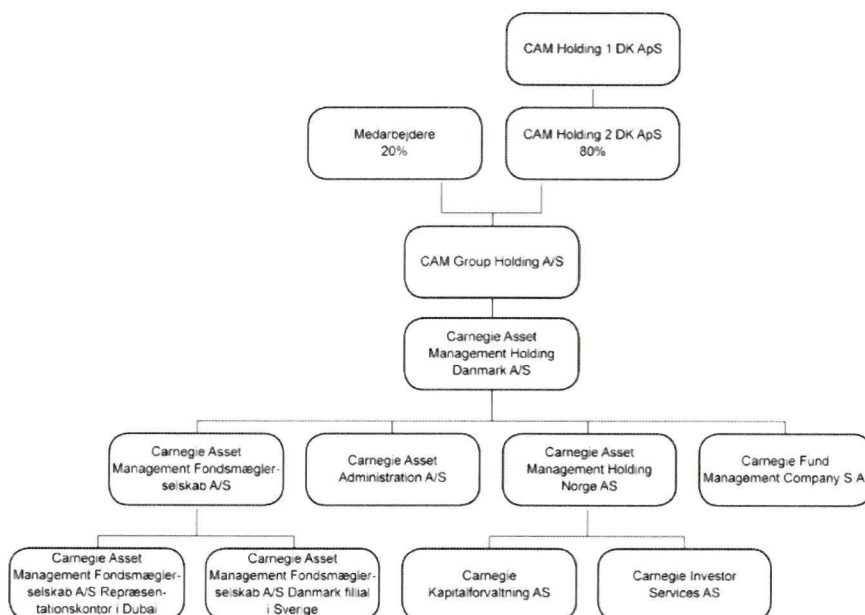 CAM Holding 1 DK ApS
Medarbejdere
20%
CAM Holding 2 DK ApS
80%
CAM Group Holding A/S
Carnegie Asset
Management Holding
Danmark A/S
Carnegie Asset
Management Fondsmægler-
selskab A/S
Carnegie Asset
Administration A/S
Carnegie Asset
Management Holding
Norge AS
Carnegie Fund
Management Company S.A
Carnegie Asset
Management Fondsmægler-
selskab A/S Repræsen-
tationskontor i Dubai
Carnegie Asset
Management Fondsmægler-
selskab A/S Danmark filial
i Sverige
Carnegie
Kapitalforvaltning AS
Carnegie Investor
Services AS